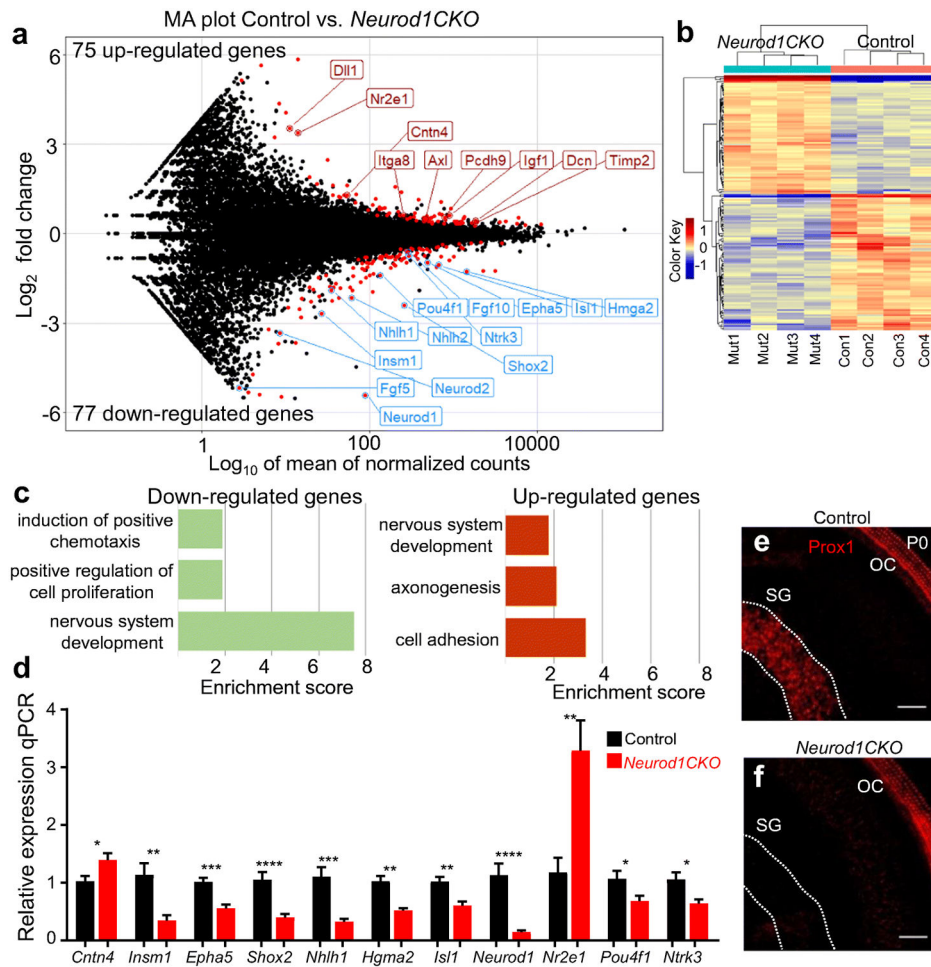 MA plot Control vs. Neurod1CKO
a
75 up-regulated genes
6
3
0
-3
-6
Log2 fold change
Dll1
Nr2e1
Cntn4
Itga8 Axl Pcdh9 Igf1 Dcn Timp2
Pou4f1 Fgf10 Epha5 Isl1 Hmga2
Nhlh1 Nhlh2 Ntrk3
Insm1 Shox2
Fgf5 Neurod2
Neurod1
77 down-regulated genes
1 100 10000
Log10 of mean of normalized counts
b
Neurod1CKO Control
Color Key
1
0
-1
Mut1 Mut2 Mut3 Mut4 Con1 Con2 Con3 Con4
c
Down-regulated genes
induction of positive
chemotaxis
positive regulation of
cell proliferation
nervous system
development
2 4 6 8
Enrichment score
Up-regulated genes
nervous system
development
axonogenesis
cell adhesion
2 4 6 8
Enrichment score
d
Relative expression qPCR
4
3
2
1
0
Control
Neurod1CKO
* ** *** **** *** ** ** **** ** * *
Cntn4 Insm1 Epha5 Shox2 Nhlh1 Hgma2 Isl1 Neurod1 Nr2e1 Pou4f1 Ntrk3
Control
e
Prox1
P0
OC
SG
Neurod1CKO
f
OC
SG